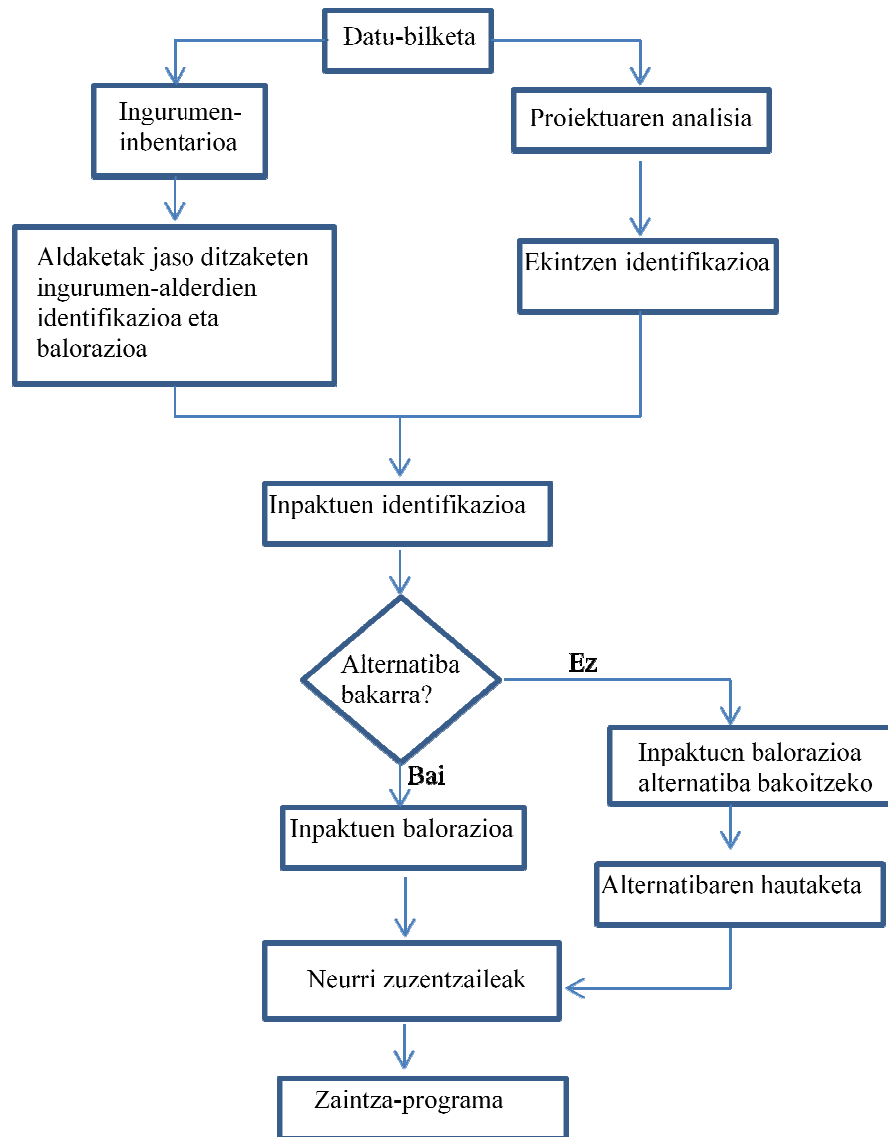 Datu-bilketa
Ingurumen-
inbentarioa
Proiektuaren analisia
Aldaketak jaso ditzaketen
ingurumen-alderdien
identifikazioa eta
balorazioa
Ekintzen identifikazioa
Inpaktuen identifikazioa
Alternatiba
bakarra?
Ez
Bai
Inpaktuen balorazioa
alternatiba bakoitzeko
Inpaktuen balorazioa
Alternatibaren hautaketa
Neurri zuzentzaileak
Zaintza-programa